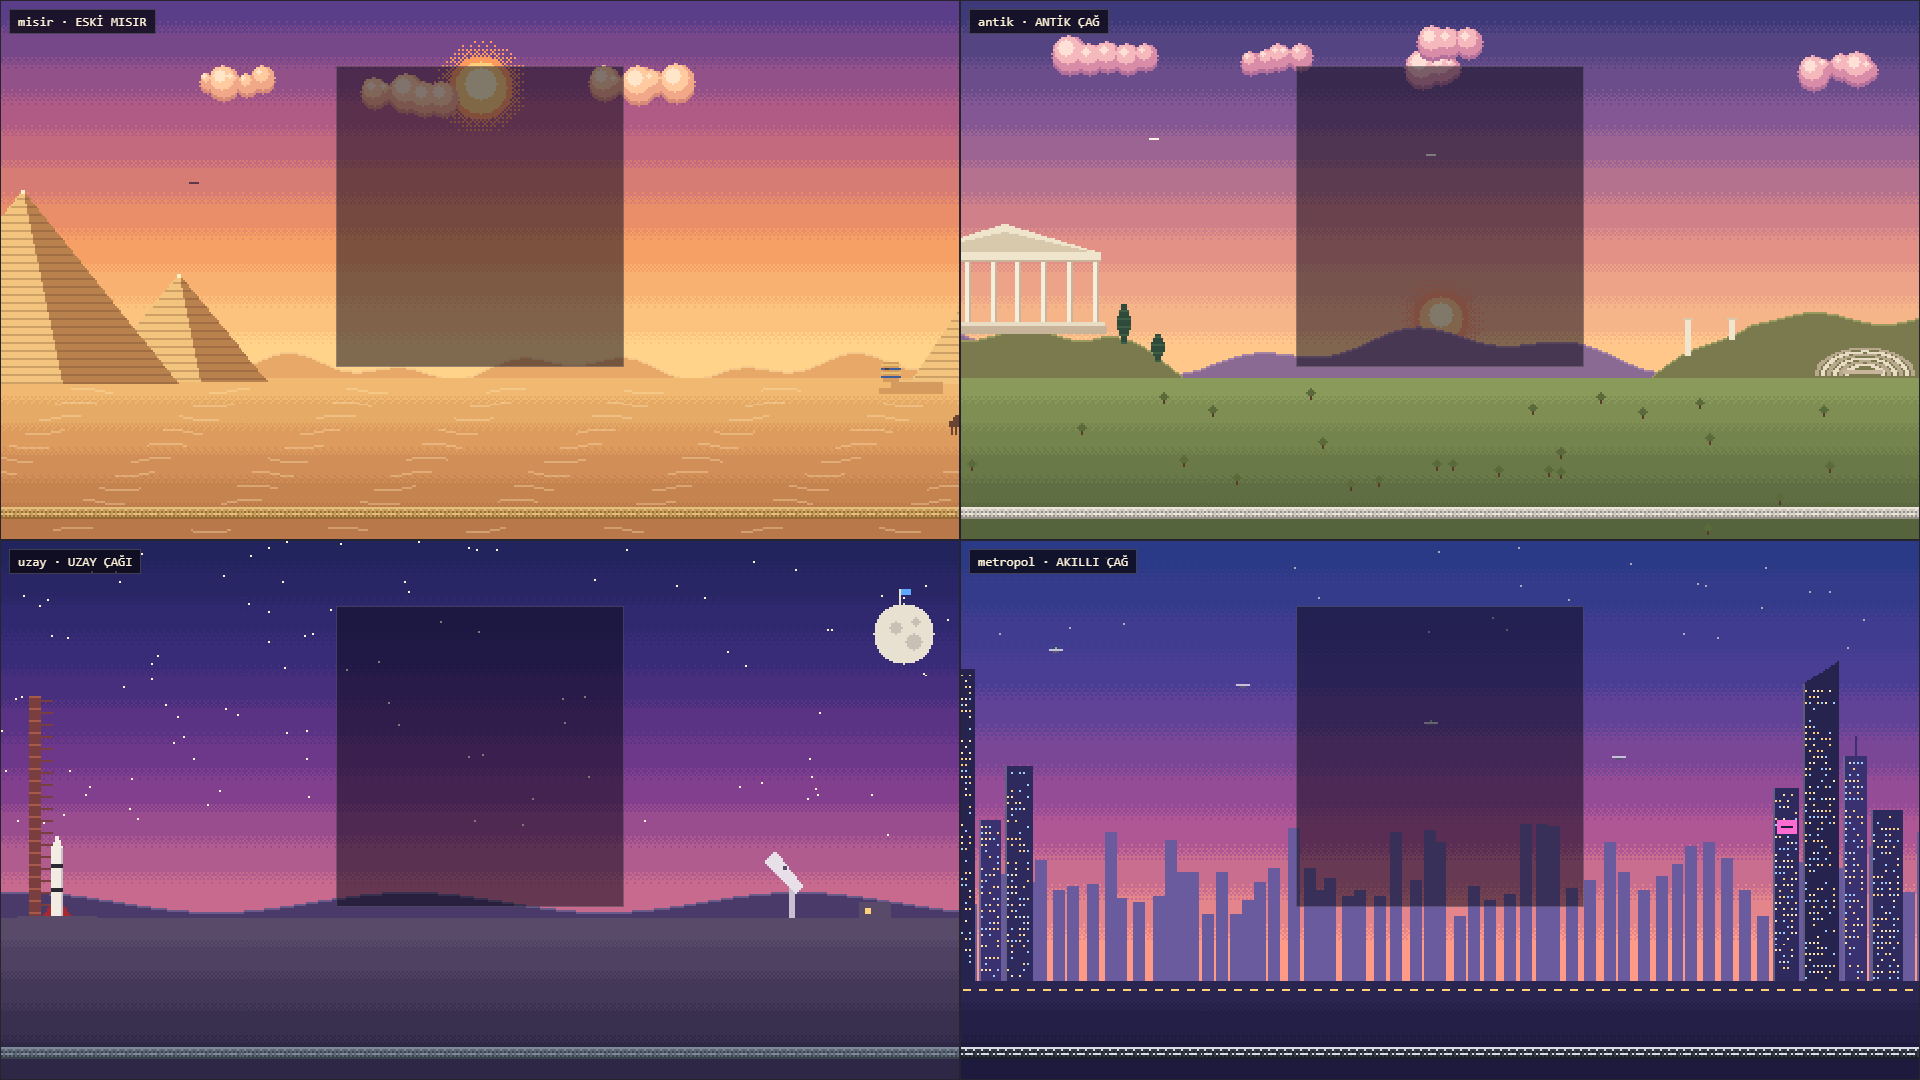 misir · ESKİ MISIR
antik · ANTİK ÇAĞ
uzay · UZAY ÇAĞI
metropol · AKILLI ÇAĞ